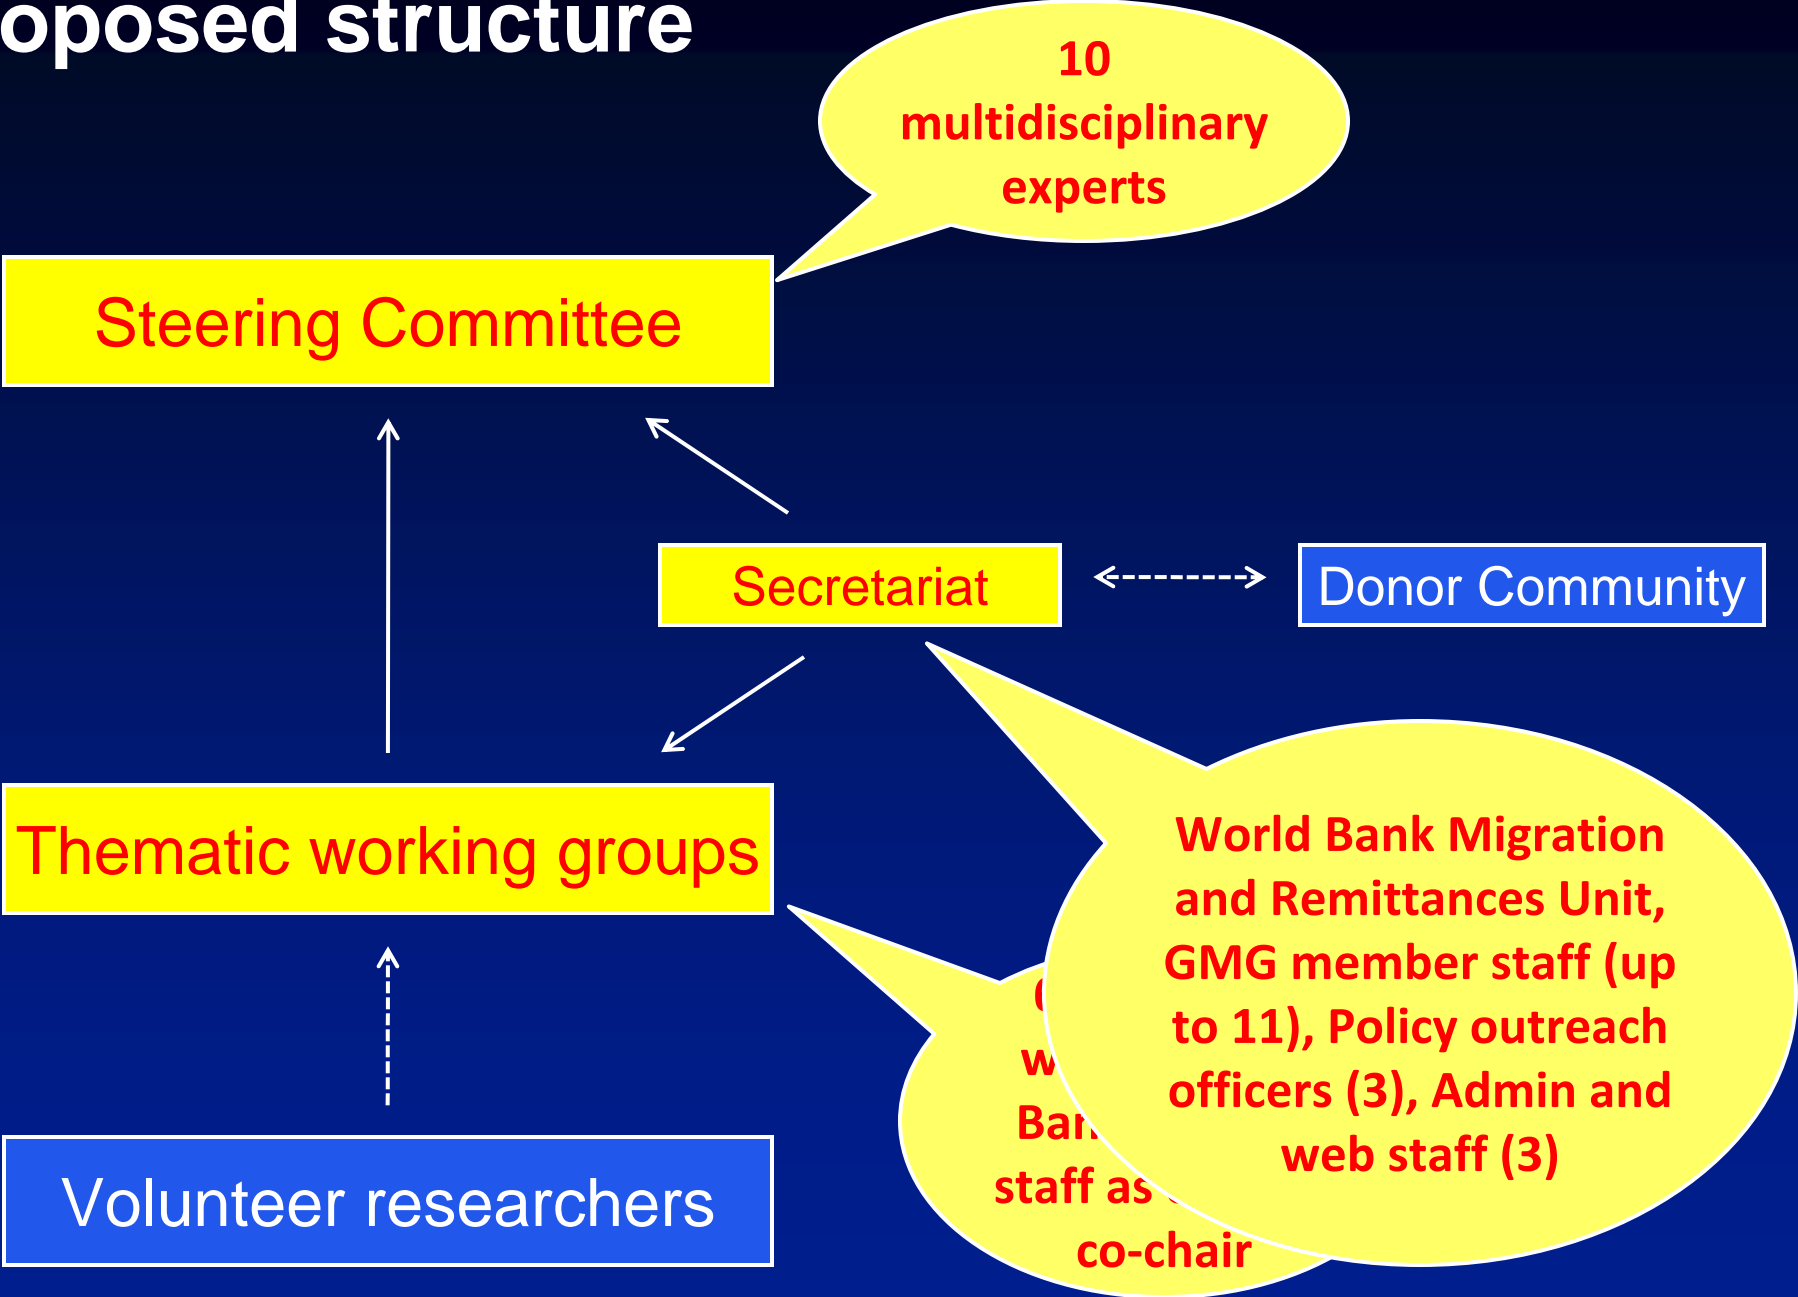 oposed structure
10
multidisciplinary
experts
Steering Committee
Secretariat
Donor Community
Thematic working groups
World Bank Migration
and Remittances Unit,
GMG member staff (up
to 11), Policy outreach
officers (3), Admin and
web staff (3)
staff as
co-chair
Volunteer researchers